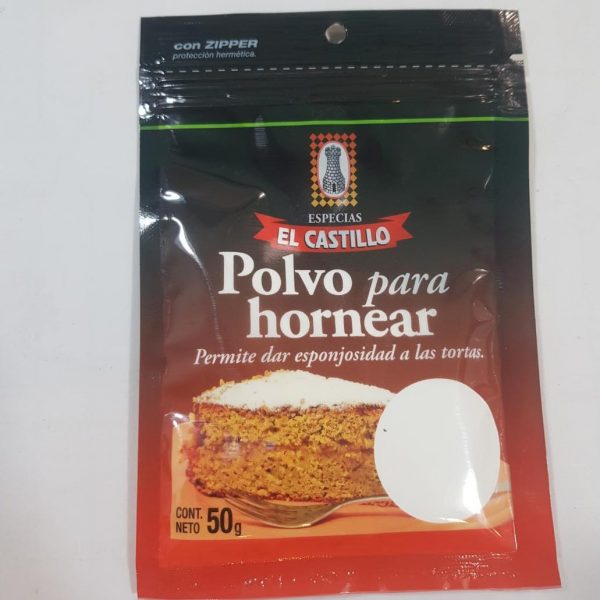 con ZIPPER
protección hermética.
ESPECIAS
EL CASTILLO
Polvo para
hornear
Permite dar esponjosidad a las tortas.
CONT.
NETO 50g